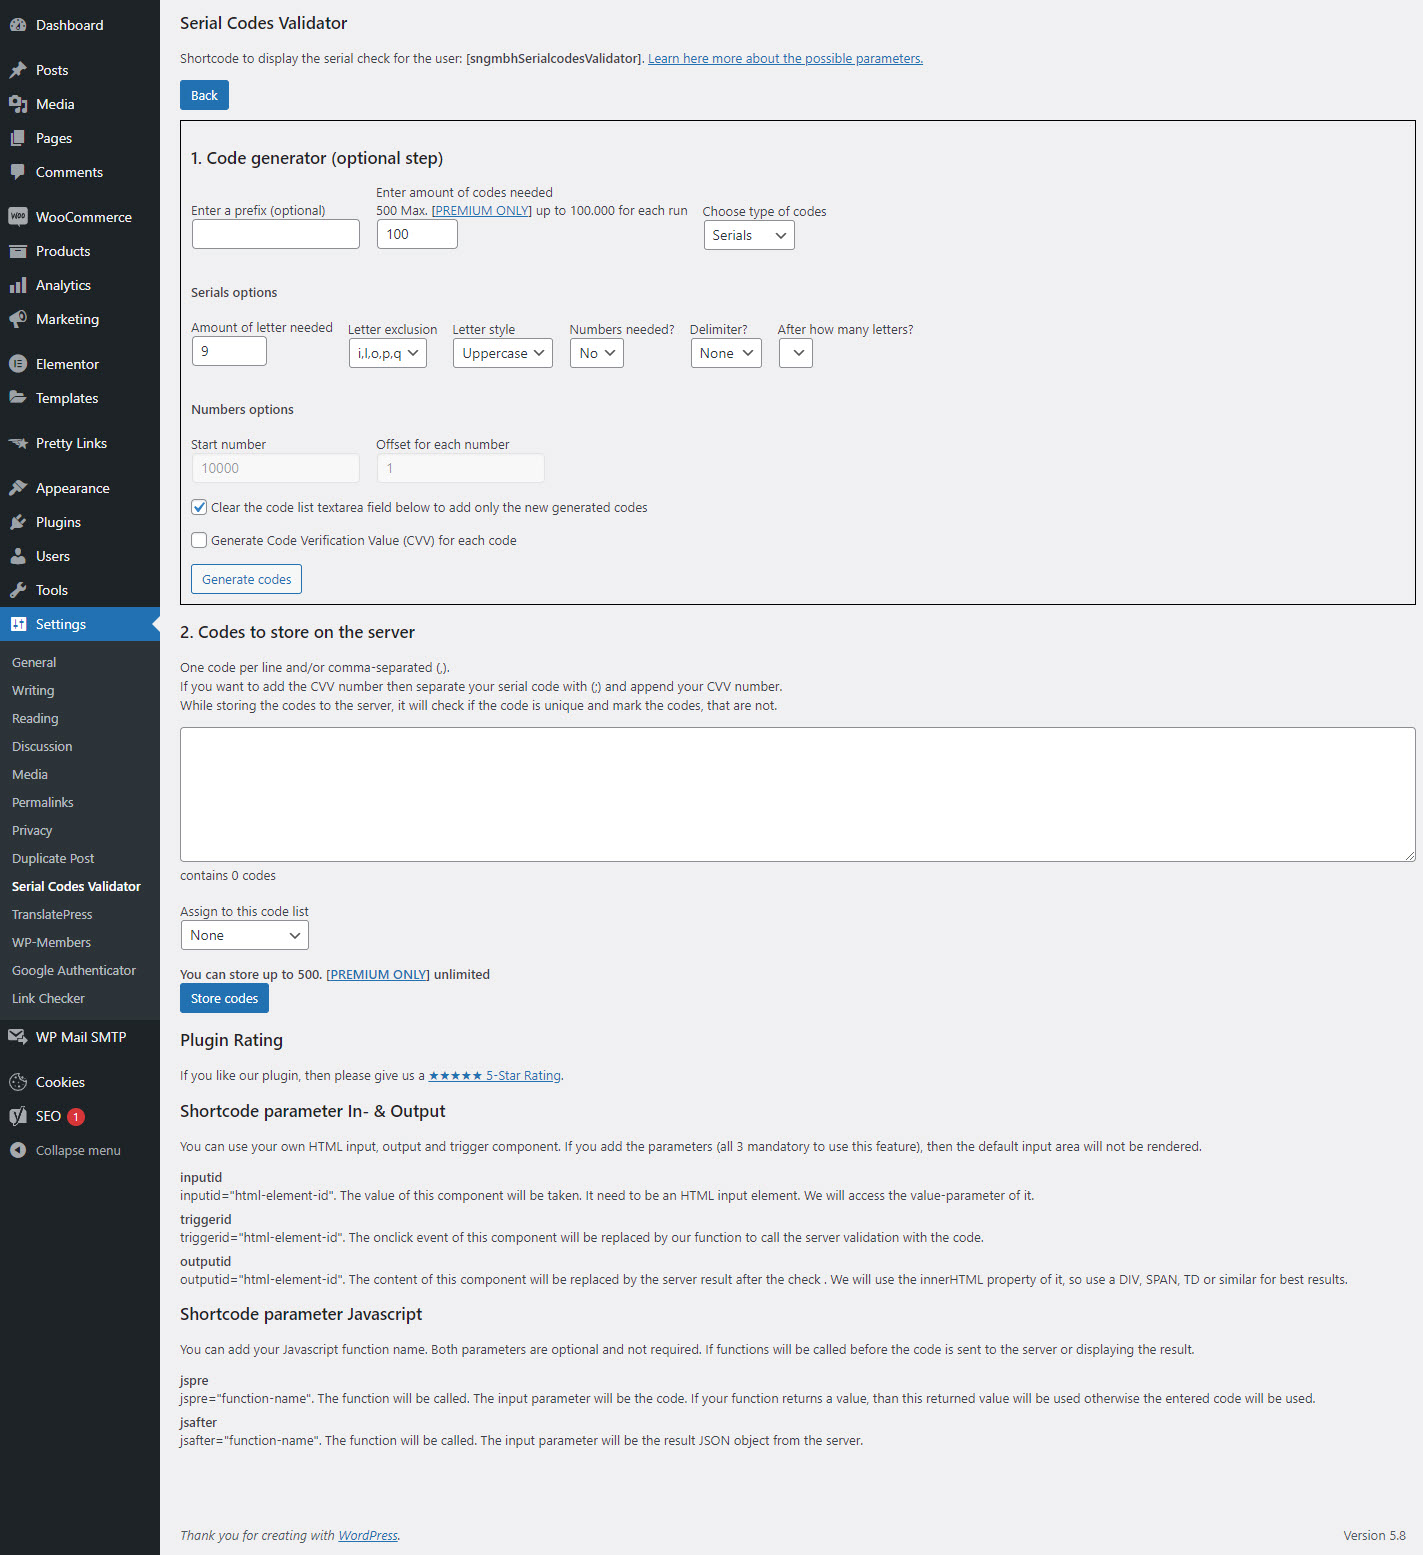 Dashboard
Posts
Media
Pages
Comments
WooCommerce
Products
Analytics
Marketing
Elementor
Templates
Pretty Links
Appearance
Plugins
Users
Tools
Settings
General
Writing
Reading
Discussion
Media
Permalinks
Privacy
Duplicate Post
Serial Codes Validator
TranslatePress
WP-Members
Google Authenticator
Link Checker
WP Mail SMTP
Cookies
SEO 1
Collapse menu
Serial Codes Validator
Shortcode to display the serial check for the user: [sngmbhSerialcodesValidator]. Learn here more about the possible parameters.
Back
1. Code generator (optional step)
Enter a prefix (optional)
Enter amount of codes needed
500 Max. [PREMIUM ONLY] up to 100.000 for each run
100
Choose type of codes
Serials
Serials options
Amount of letter needed
9
Letter exclusion
i,l,o,p,q
Letter style
Uppercase
Numbers needed?
No
Delimiter?
None
After how many letters?
Numbers options
Start number
10000
Offset for each number
1
Clear the code list textarea field below to add only the new generated codes
Generate Code Verification Value (CVV) for each code
Generate codes
2. Codes to store on the server
One code per line and/or comma-separated (,).
If you want to add the CVV number then separate your serial code with (;) and append your CVV number.
While storing the codes to the server, it will check if the code is unique and mark the codes, that are not.
contains 0 codes
Assign to this code list
None
You can store up to 500. [PREMIUM ONLY] unlimited
Store codes
Plugin Rating
If you like our plugin, then please give us a ★★★★★ 5-Star Rating.
Shortcode parameter In- & Output
You can use your own HTML input, output and trigger component. If you add the parameters (all 3 mandatory to use this feature), then the default input area will not be rendered.
inputid
inputid="html-element-id". The value of this component will be taken. It need to be an HTML input element. We will access the value-parameter of it.
triggerid
triggerid="html-element-id". The onclick event of this component will be replaced by our function to call the server validation with the code.
outputid
outputid="html-element-id". The content of this component will be replaced by the server result after the check . We will use the innerHTML property of it, so use a DIV, SPAN, TD or similar for best results.
Shortcode parameter Javascript
You can add your Javascript function name. Both parameters are optional and not required. If functions will be called before the code is sent to the server or displaying the result.
jspre
jspre="function-name". The function will be called. The input parameter will be the code. If your function returns a value, than this returned value will be used otherwise the entered code will be used.
jsafter
jsafter="function-name". The function will be called. The input parameter will be the result JSON object from the server.
Thank you for creating with WordPress.
Version 5.8